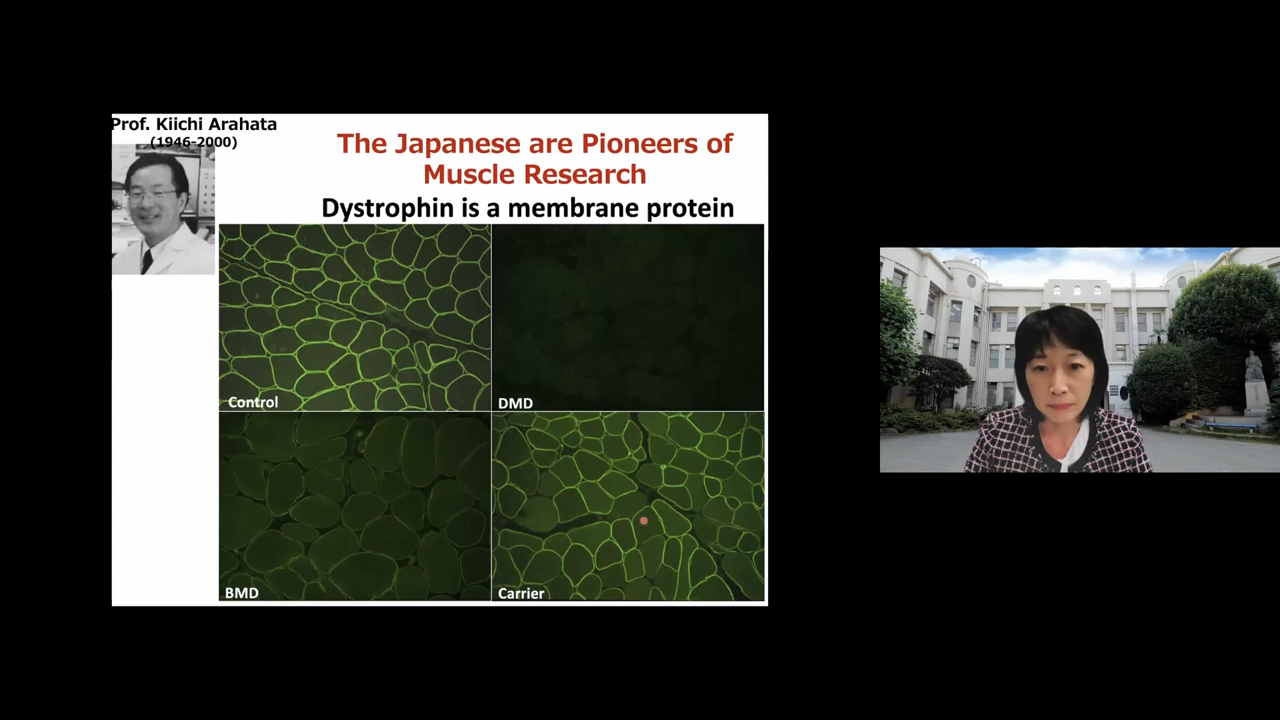 Prof. Kiichi Arahata
(1946-2000)
The Japanese are Pioneers of
Muscle Research
Dystrophin is a membrane protein
Control
DMD
BMD
Carrier